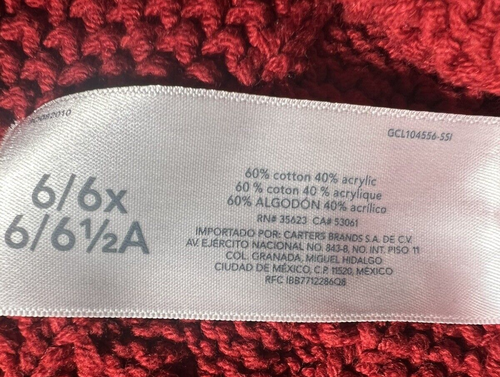 GCL104556-SSI
6/6x
6/6½A
60% cotton 40% acrylic
60 % coton 40 % acrylique
60% ALGODÓN 40% acrílico
RN# 35623 CA# 53061
IMPORTADO POR: CARTERS BRANDS S.A. DE C.V.
AV. EJÉRCITO NACIONAL NO. 843-B, NO. INT. PISO 11
COL. GRANADA, MIGUEL HIDALGO
CIUDAD DE MÉXICO, C.P. 11520, MÉXICO
RFC IBB7712286Q8